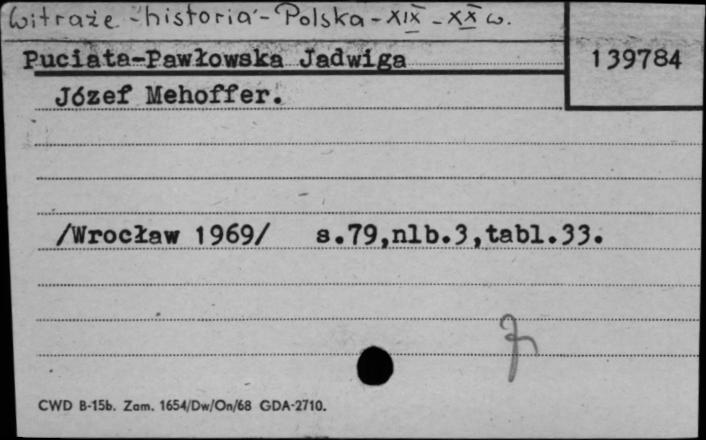 Witraże - historia - Polska - XIX - XX w.
Puciata-Pawłowska Jadwiga
139784
Józef Mehoffer.
/Wrocław 1969/ s.79,nlb.3,tabl.33.
CWD B-15b. Zam. 1654/Dw/On/68 GDA-2710.